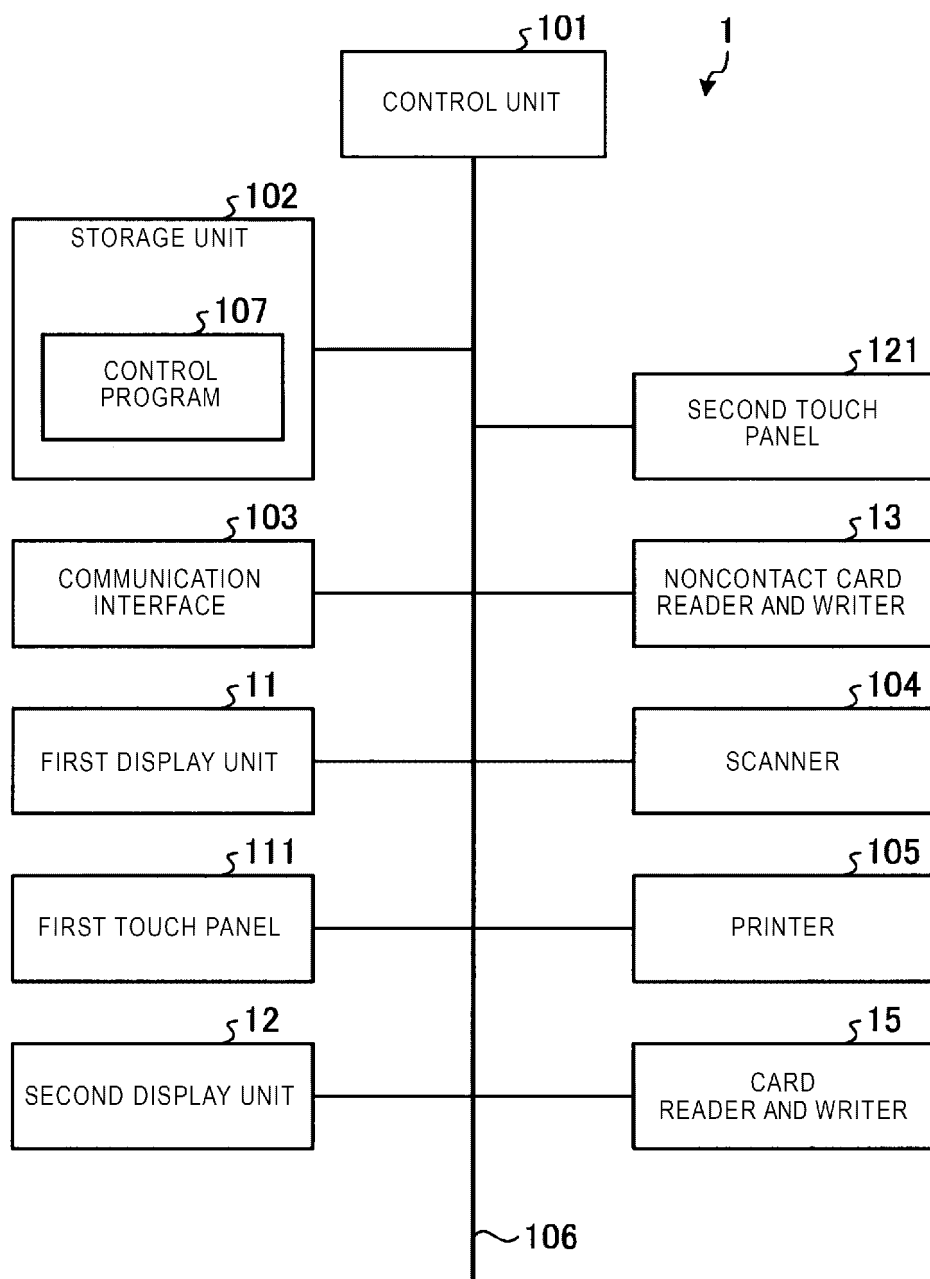 101
1
CONTROL UNIT
102
STORAGE UNIT
107
CONTROL
PROGRAM
121
SECOND TOUCH
PANEL
103
COMMUNICATION
INTERFACE
13
NONCONTACT CARD
READER AND WRITER
11
FIRST DISPLAY UNIT
104
SCANNER
111
FIRST TOUCH PANEL
105
PRINTER
12
SECOND DISPLAY UNIT
15
CARD
READER AND WRITER
106